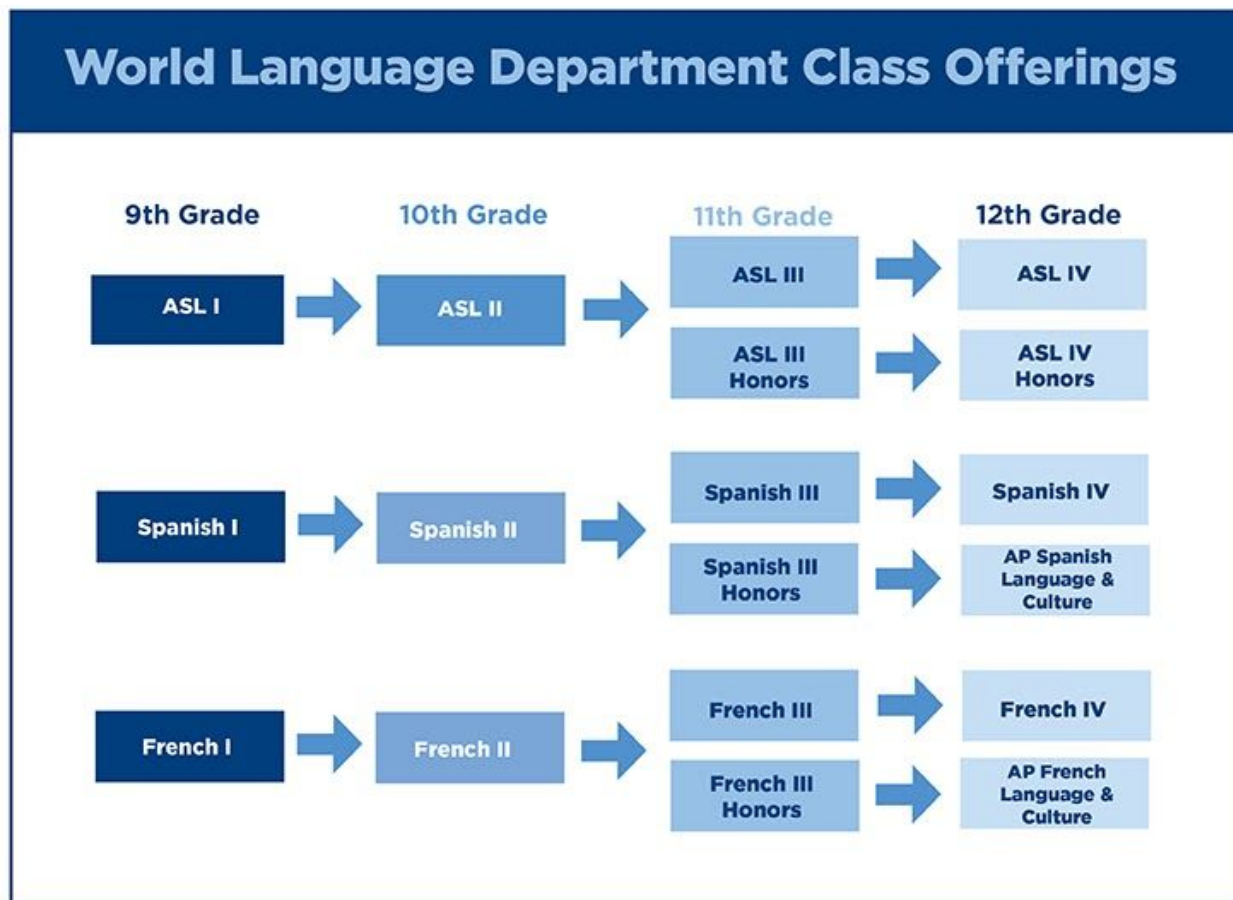 World Language Department Class Offerings
9th Grade
10th Grade
11th Grade
12th Grade
ASL I
ASL II
ASL III
ASL IV
ASL III
Honors
ASL IV
Honors
Spanish I
Spanish II
Spanish III
Spanish IV
Spanish III
Honors
AP Spanish
Language &
Culture
French I
French II
French III
French IV
French III
Honors
AP French
Language &
Culture